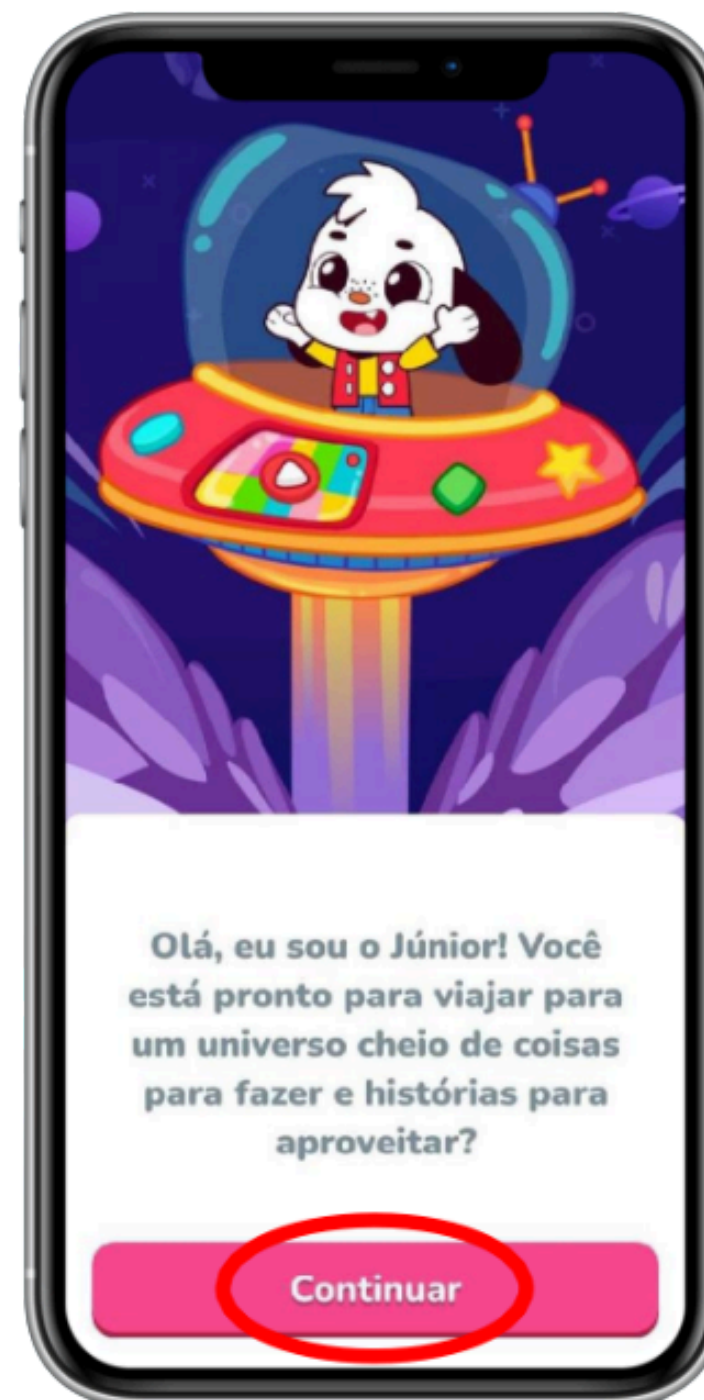 Olá, eu sou o Júnior! Você
está pronto para viajar para
um universo cheio de coisas
para fazer e histórias para
aproveitar?
Continuar